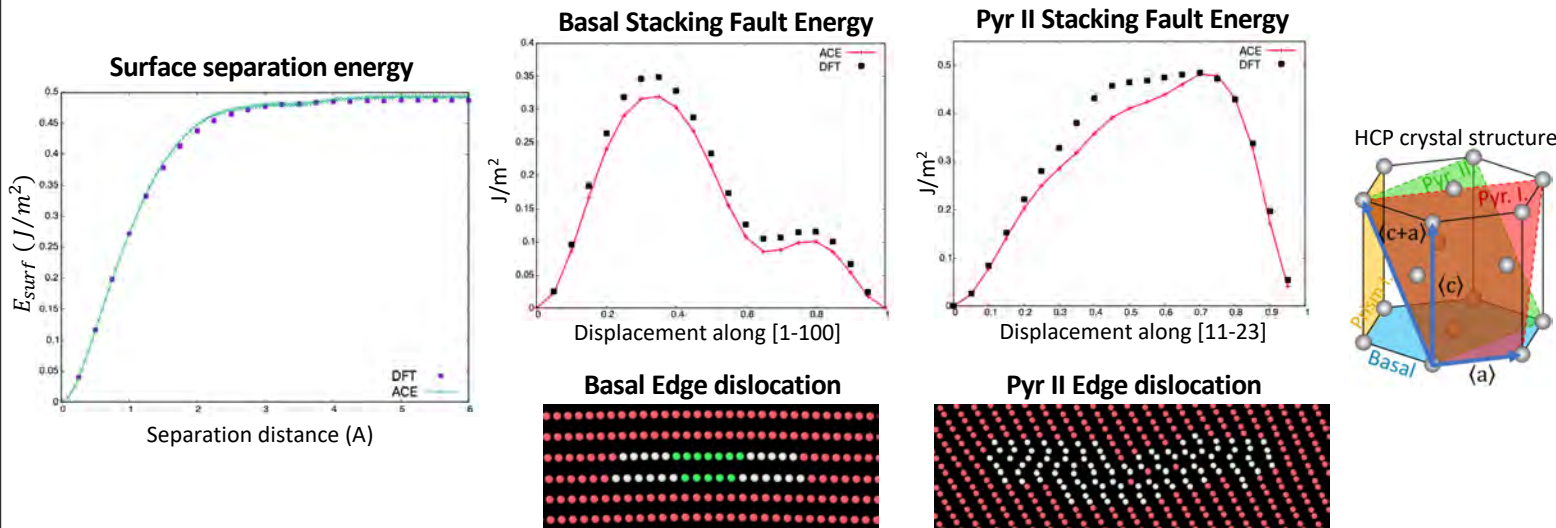 Surface separation energy
0.5
0.45
0.4
0.35
0.3
0.25
0.2
0.15
0.1
0.05
0
0
1
2
3
4
5
6
E_surf (J/m²)
DFT
ACE
Separation distance (A)
Basal Stacking Fault Energy
0.4
0.35
0.3
0.25
0.2
0.15
0.1
0.05
0
0
0.2
0.4
0.6
0.8
1
J/m²
ACE
DFT
Displacement along [1-100]
Pyr II Stacking Fault Energy
0.5
0.4
0.3
0.2
0.1
0
0
0.1
0.2
0.3
0.4
0.5
0.6
0.7
0.8
0.9
1
J/m²
ACE
DFT
Displacement along [11-23]
HCP crystal structure
Pyr. II.
Pyr. I.
⟨c+a⟩
⟨c⟩
Prism I.
Basal
⟨a⟩
Basal Edge dislocation
Pyr II Edge dislocation